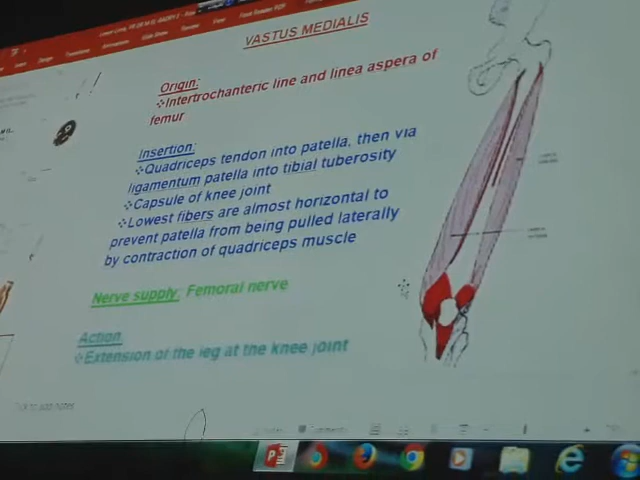 VASTUS MEDIALIS
Origin:
❖Intertrochanteric line and linea aspera of
femur
Insertion:
❖Quadriceps tendon into patella, then via
ligamentum patella into tibial tuberosity
❖Capsule of knee joint
❖Lowest fibers are almost horizontal to
prevent patella from being pulled laterally
by contraction of quadriceps muscle
Nerve supply: Femoral nerve
Action
❖Extension of the leg at the knee joint